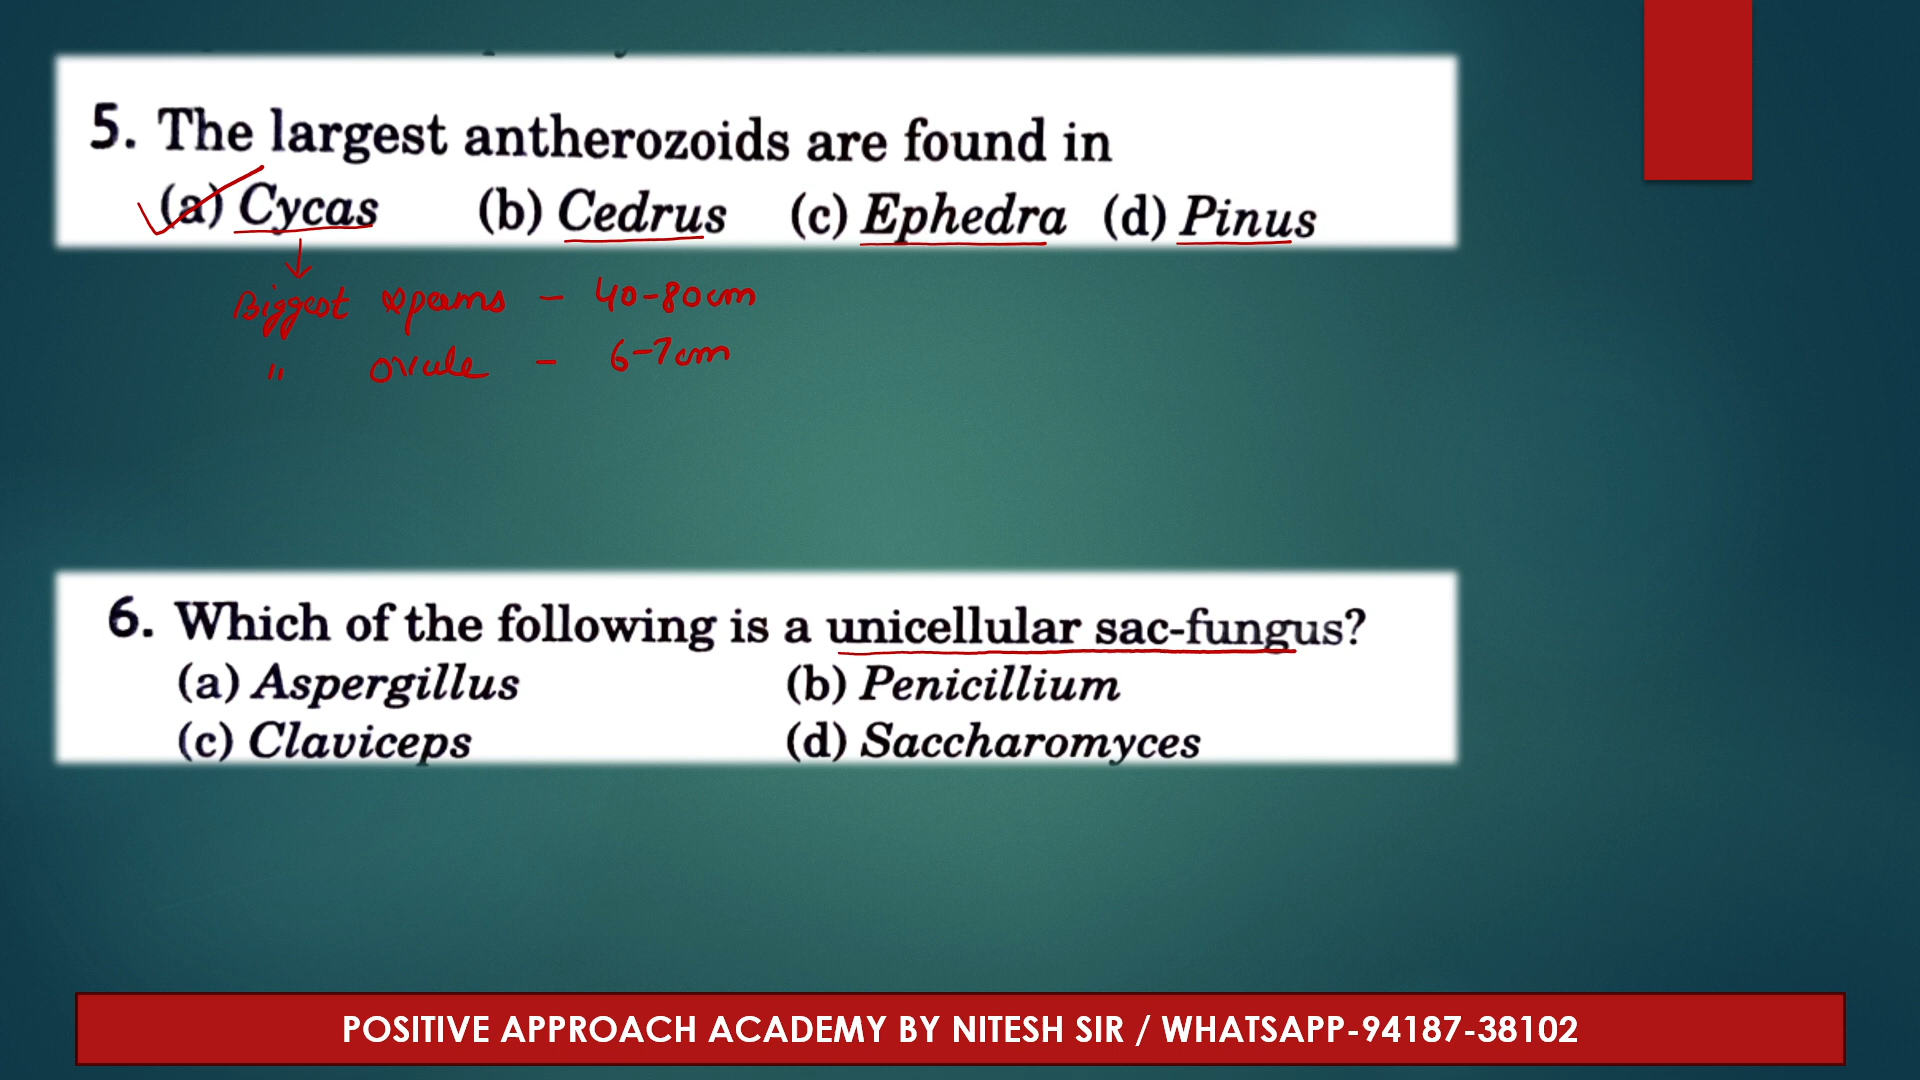 5. The largest antherozoids are found in
(a) Cycas (b) Cedrus (c) Ephedra (d) Pinus
Biggest sperms - 40-80cm
" ovule - 6-7cm
6. Which of the following is a unicellular sac-fungus?
(a) Aspergillus (b) Penicillium
(c) Claviceps (d) Saccharomyces
POSITIVE APPROACH ACADEMY BY NITESH SIR / WHATSAPP-94187-38102